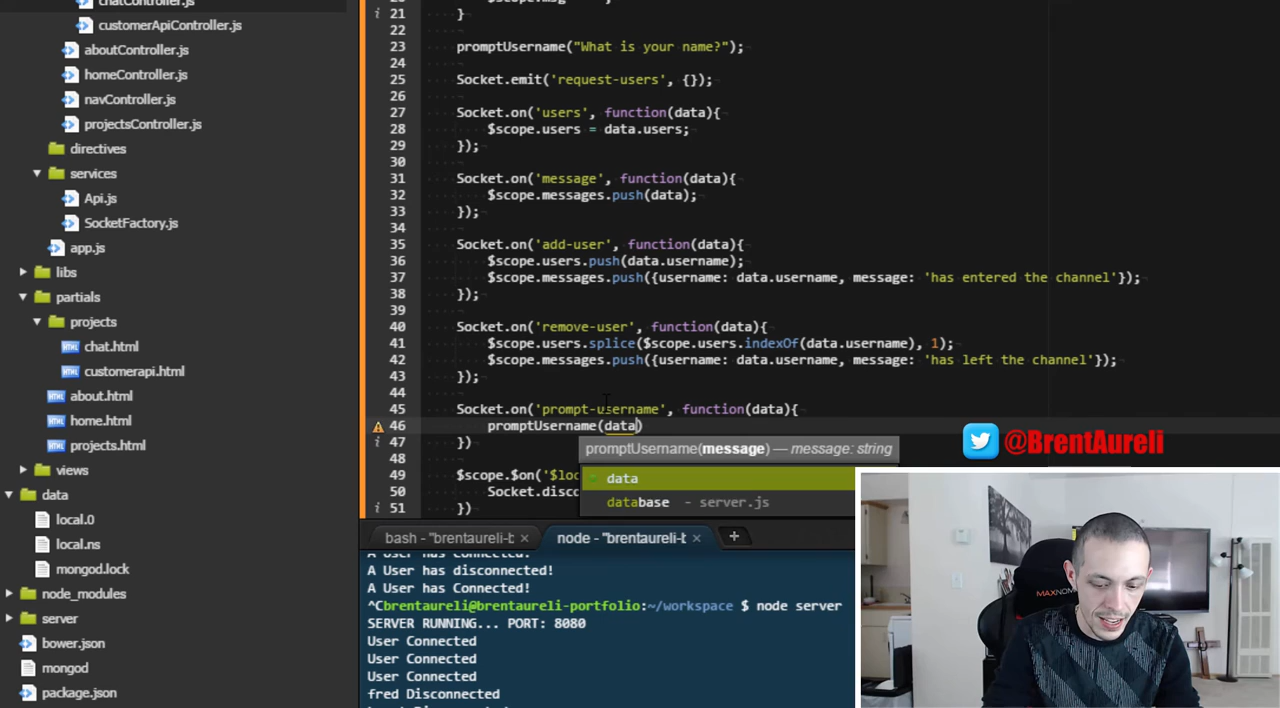 chatController.js
customerApiController.js
aboutController.js
homeController.js
navController.js
projectsController.js
directives
services
Api.js
SocketFactory.js
app.js
libs
partials
projects
chat.html
customerapi.html
about.html
home.html
projects.html
views
data
local.0
local.ns
mongod.lock
node_modules
server
bower.json
mongod
package.json
21 }
22
23 promptUsername("What is your name?");
24
25 Socket.emit('request-users', {});
26
27 Socket.on('users', function(data){
28 $scope.users = data.users;
29 });
30
31 Socket.on('message', function(data){
32 $scope.messages.push(data);
33 });
34
35 Socket.on('add-user', function(data){
36 $scope.users.push(data.username);
37 $scope.messages.push({username: data.username, message: 'has entered the channel'});
38 });
39
40 Socket.on('remove-user', function(data){
41 $scope.users.splice($scope.users.indexOf(data.username), 1);
42 $scope.messages.push({username: data.username, message: 'has left the channel'});
43 });
44
45 Socket.on('prompt-username', function(data){
46 promptUsername(data)
47 })
promptUsername(message) — message: string
48
49 $scope.$on('$loc
data
50 Socket.disc
database - server.js
51 })
@BrentAureli
bash - "brentaureli-b × node - "brentaureli-b × +
A User has disconnected!
A User has Connected!
^Cbrentaureli@brentaureli-portfolio:~/workspace $ node server
SERVER RUNNING... PORT: 8080
User Connected
User Connected
User Connected
fred Disconnected